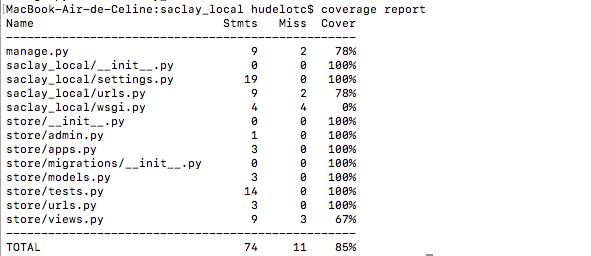 MacBook-Air-de-Celine:saclay_local hudelotc$ coverage report
Name                           Stmts   Miss  Cover
--------------------------------------------------
manage.py                          9      2    78%
saclay_local/__init__.py           0      0   100%
saclay_local/settings.py          19      0   100%
saclay_local/urls.py               9      2    78%
saclay_local/wsgi.py               4      4     0%
store/__init__.py                  0      0   100%
store/admin.py                     1      0   100%
store/apps.py                      3      0   100%
store/migrations/__init__.py       0      0   100%
store/models.py                    3      0   100%
store/tests.py                    14      0   100%
store/urls.py                      3      0   100%
store/views.py                     9      3    67%
--------------------------------------------------
TOTAL                             74     11    85%